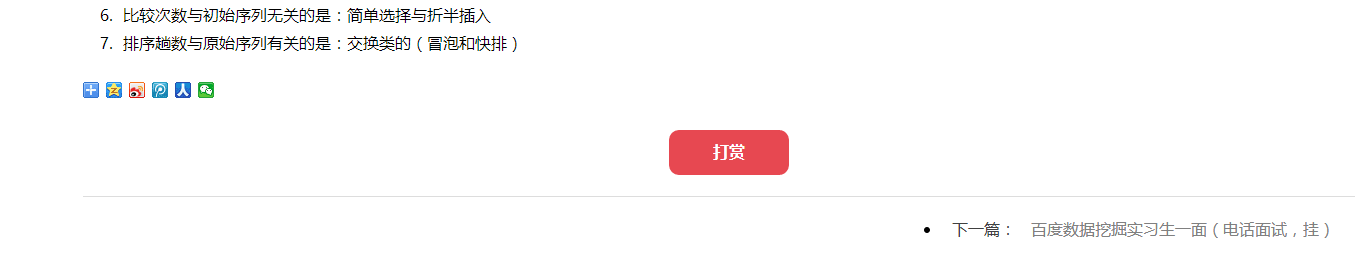 6. 比较次数与初始序列无关的是：简单选择与折半插入
7. 排序趟数与原始序列有关的是：交换类的（冒泡和快排）
打赏
下一篇： 百度数据挖掘实习生一面（电话面试，挂）